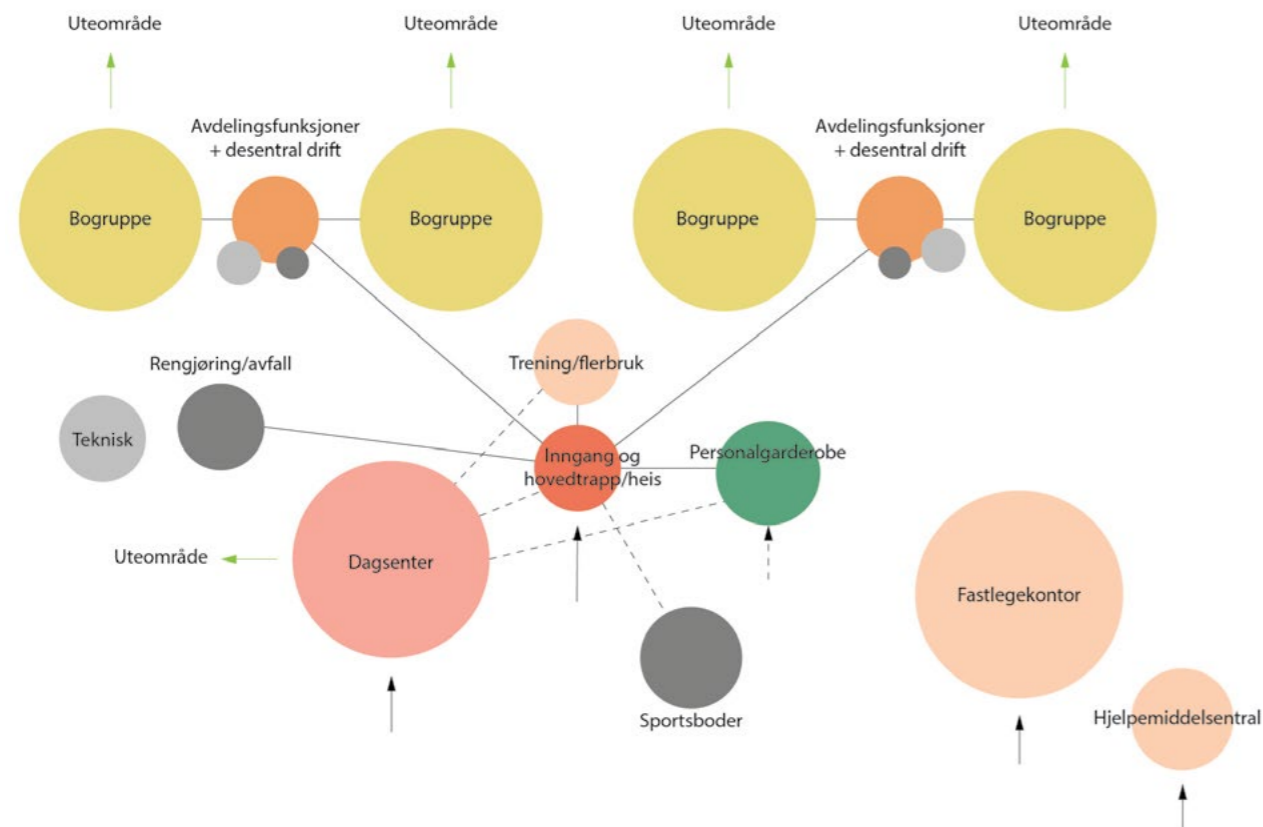 Uteområde
Uteområde
Uteområde
Uteområde
Avdelingsfunksjoner
+ desentral drift
Avdelingsfunksjoner
+ desentral drift
Bogruppe
Bogruppe
Bogruppe
Bogruppe
Rengjøring/avfall
Trening/flerbruk
Teknisk
Inngang og
hovedtrapp/heis
Personalgarderobe
Uteområde
Dagsenter
Fastlegekontor
Sportsboder
Hjelpemiddelsentral